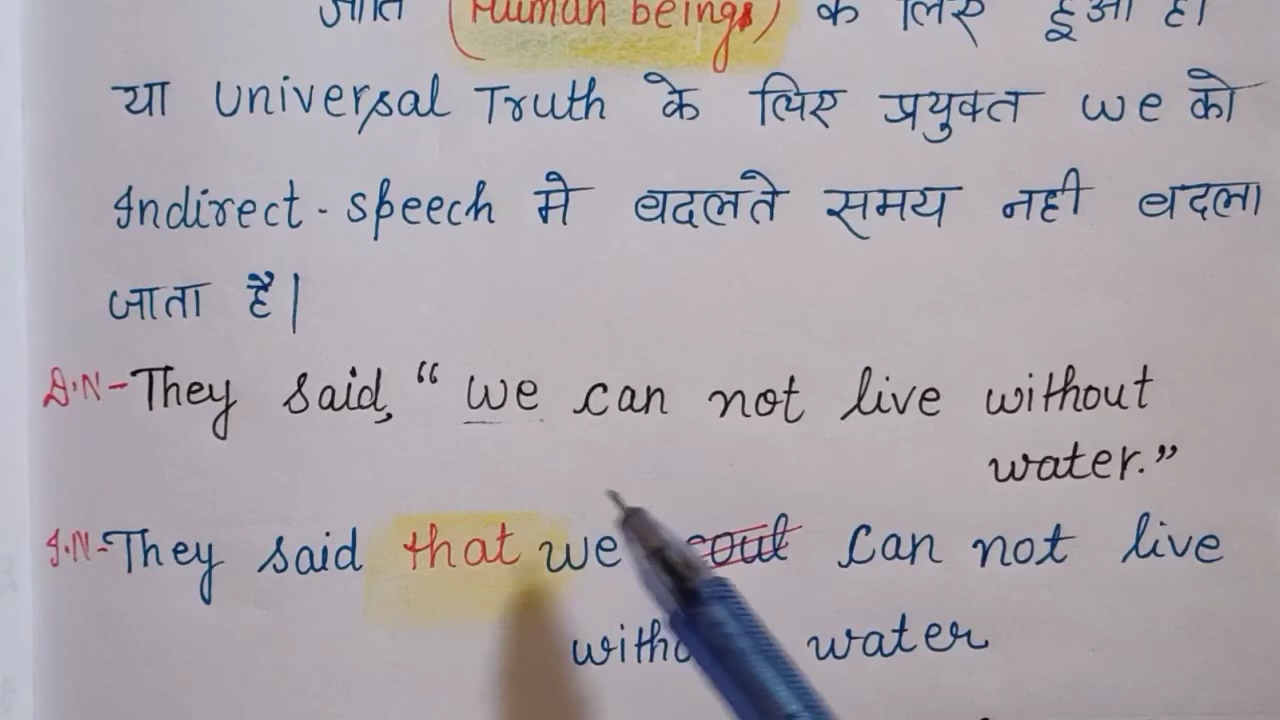 जाति (Human beings) के लिए हुआ हो
या Universal Truth के लिए प्रयुक्त we को
Indirect-speech मे बदलते समय नही बदला
जाता है|
D.N-They said, “we can not live without
water.”
I.N-They said that we can not live
water